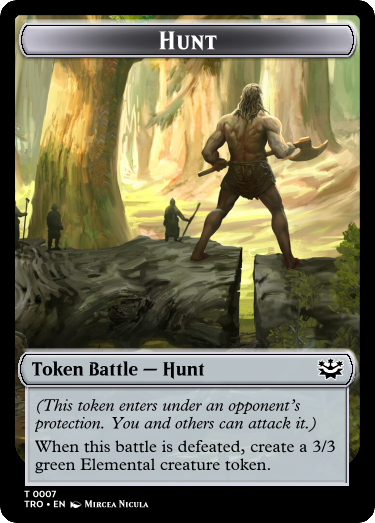 Hunt
Token Battle — Hunt
(This token enters under an opponent's
protection. You and others can attack it.)
When this battle is defeated, create a 3/3
green Elemental creature token.
T 0007
TRO • EN Mircea Nicula